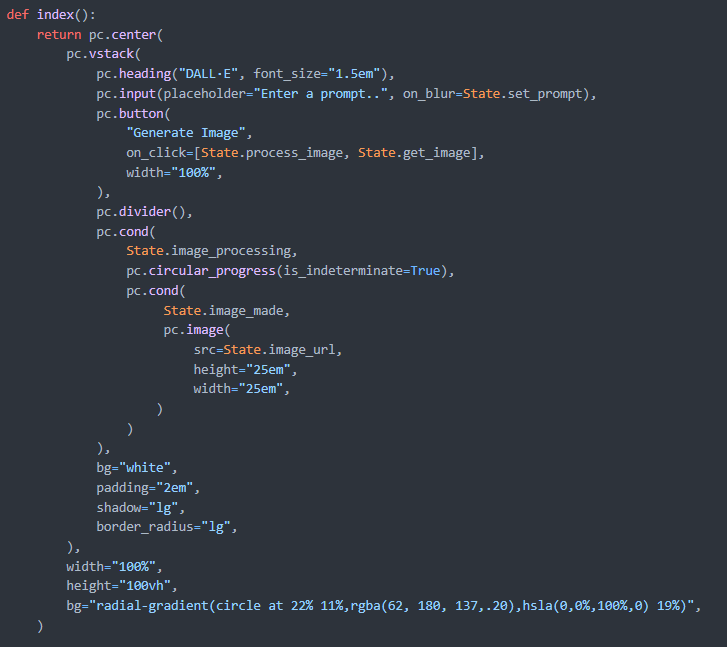 def index():
    return pc.center(
        pc.vstack(
            pc.heading("DALL·E", font_size="1.5em"),
            pc.input(placeholder="Enter a prompt..", on_blur=State.set_prompt),
            pc.button(
                "Generate Image",
                on_click=[State.process_image, State.get_image],
                width="100%",
            ),
            pc.divider(),
            pc.cond(
                State.image_processing,
                pc.circular_progress(is_indeterminate=True),
                pc.cond(
                     State.image_made,
                     pc.image(
                         src=State.image_url,
                         height="25em",
                         width="25em",
                    )
                )
            ),
            bg="white",
            padding="2em",
            shadow="lg",
            border_radius="lg",
        ),
        width="100%",
        height="100vh",
        bg="radial-gradient(circle at 22% 11%,rgba(62, 180, 137,.20),hsla(0,0%,100%,0) 19%)",
    )